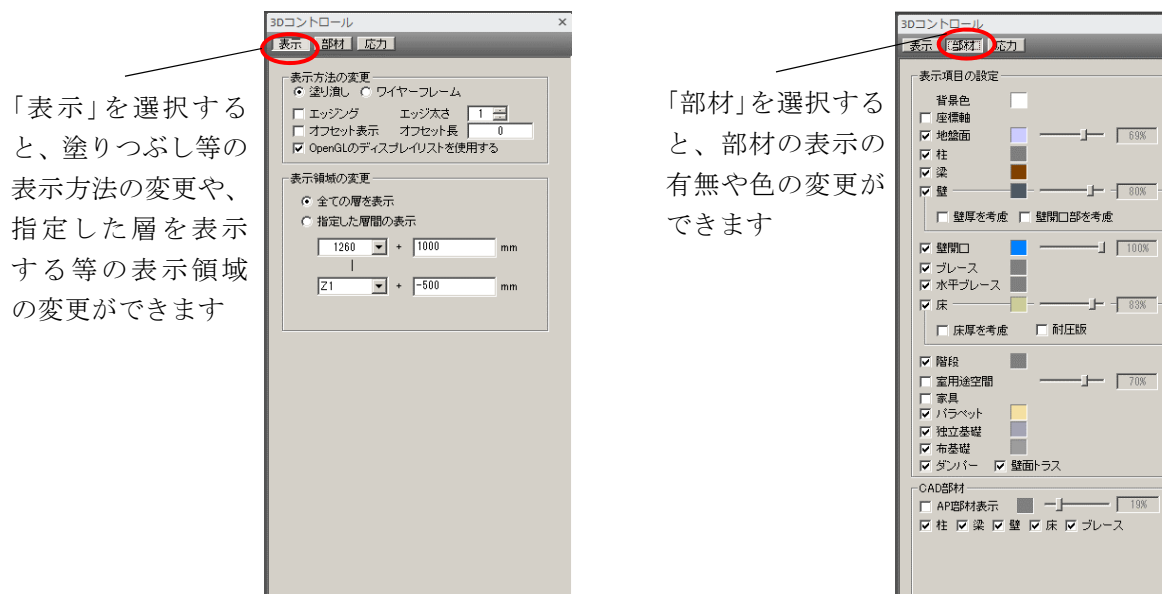 「表示」を選択する
と、塗りつぶし等の
表示方法の変更や、
指定した層を表示
する等の表示領域
の変更ができます
3Dコントロール ×
表示 部材 応力
表示方法の変更
塗り潰し ワイヤーフレーム
エッジング エッジ太さ 1
オフセット表示 オフセット長 0
OpenGLのディスプレイリストを使用する
表示領域の変更
全ての層を表示
指定した層間の表示
1260 + 1000 mm
|
Z1 + -500 mm
「部材」を選択する
と、部材の表示の
有無や色の変更が
できます
3Dコントロール
表示 部材 応力
表示項目の設定
背景色
座標軸
地盤面 69%
柱
梁
壁 80%
壁厚を考慮 壁開口部を考慮
壁開口 100%
ブレース
水平ブレース
床 83%
床厚を考慮 耐圧版
階段
室用途空間 70%
家具
パラペット
独立基礎
布基礎
ダンパー 壁面トラス
CAD部材
AP部材表示 19%
柱 梁 壁 床 ブレース